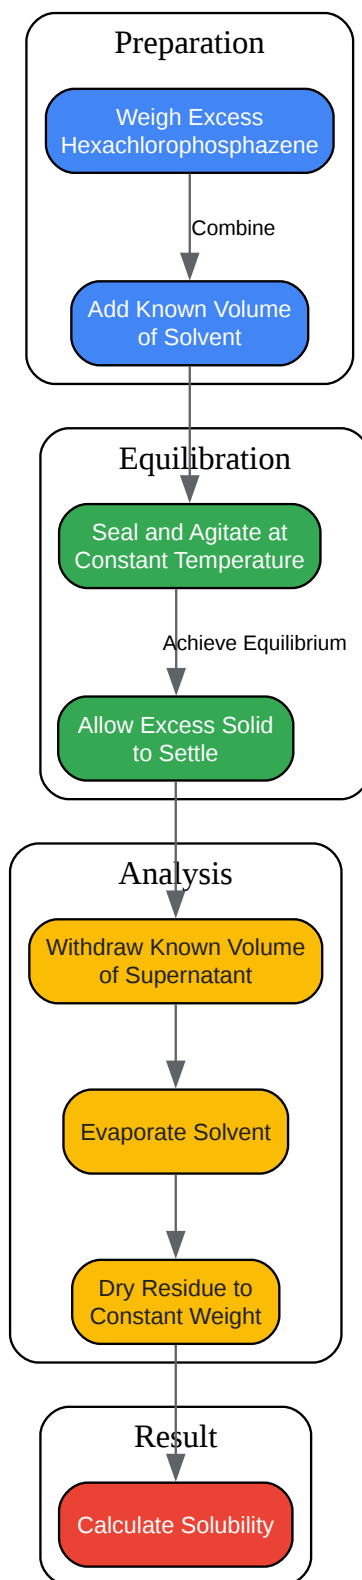 Preparation
Weigh Excess
Hexachlorophosphazene
Combine
Add Known Volume
of Solvent
Equilibration
Seal and Agitate at
Constant Temperature
Achieve Equilibrium
Allow Excess Solid
to Settle
Analysis
Withdraw Known Volume
of Supernatant
Evaporate Solvent
Dry Residue to
Constant Weight
Result
Calculate Solubility